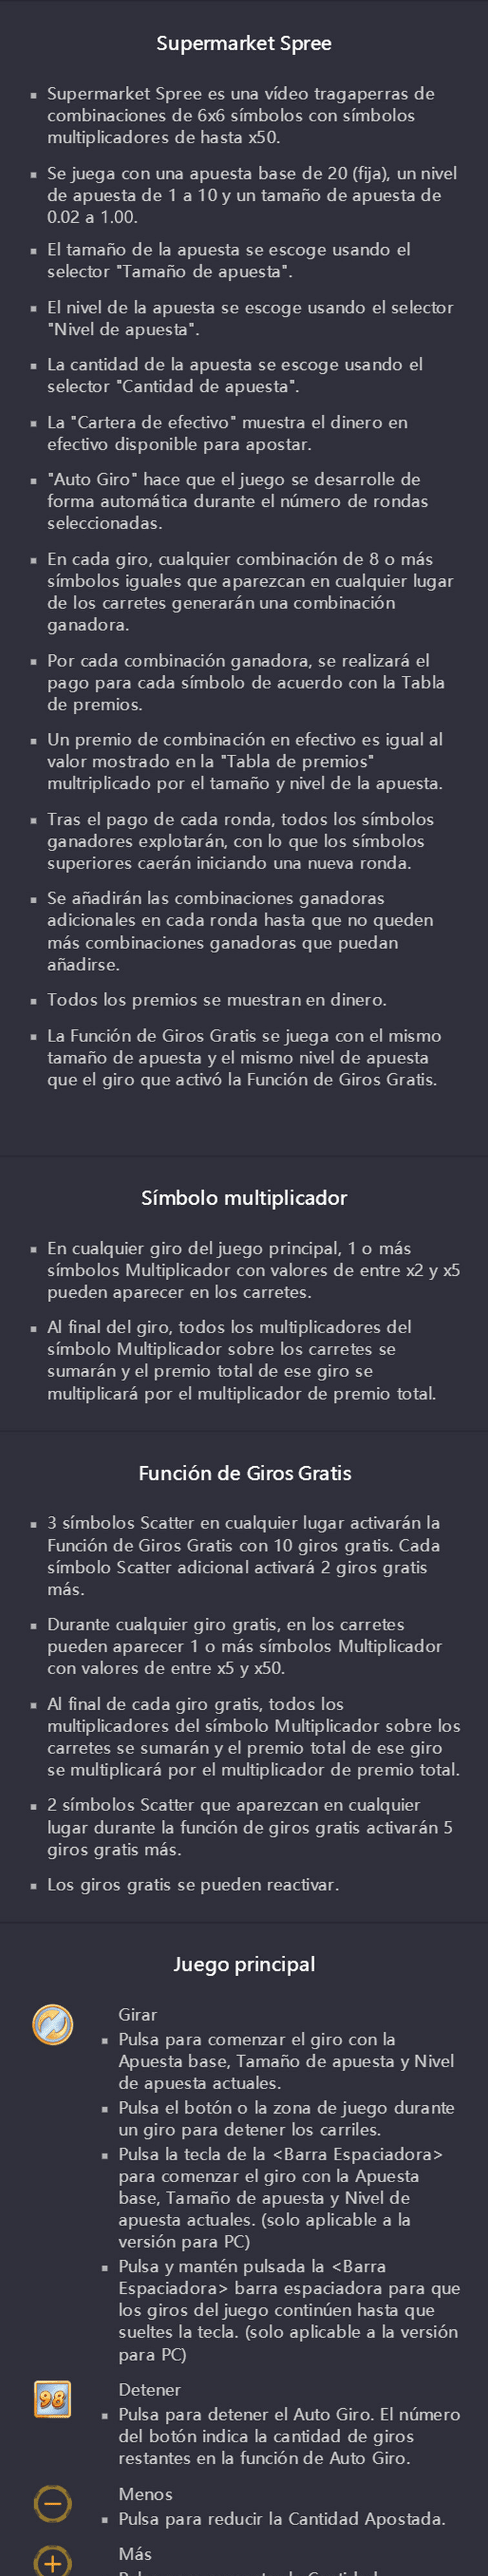 Supermarket Spree
Supermarket Spree es una vídeo tragaperras de
combinaciones de 6x6 símbolos con símbolos
multiplicadores de hasta x50.
Se juega con una apuesta base de 20 (fija), un nivel
de apuesta de 1 a 10 y un tamaño de apuesta de
0.02 a 1.00.
El tamaño de la apuesta se escoge usando el
selector "Tamaño de apuesta".
El nivel de la apuesta se escoge usando el selector
"Nivel de apuesta".
La cantidad de la apuesta se escoge usando el
selector "Cantidad de apuesta".
La "Cartera de efectivo" muestra el dinero en
efectivo disponible para apostar.
"Auto Giro" hace que el juego se desarrolle de
forma automática durante el número de rondas
seleccionadas.
En cada giro, cualquier combinación de 8 o más
símbolos iguales que aparezcan en cualquier lugar
de los carretes generarán una combinación
ganadora.
Por cada combinación ganadora, se realizará el
pago para cada símbolo de acuerdo con la Tabla
de premios.
Un premio de combinación en efectivo es igual al
valor mostrado en la "Tabla de premios"
multriplicado por el tamaño y nivel de la apuesta.
Tras el pago de cada ronda, todos los símbolos
ganadores explotarán, con lo que los símbolos
superiores caerán iniciando una nueva ronda.
Se añadirán las combinaciones ganadoras
adicionales en cada ronda hasta que no queden
más combinaciones ganadoras que puedan
añadirse.
Todos los premios se muestran en dinero.
La Función de Giros Gratis se juega con el mismo
tamaño de apuesta y el mismo nivel de apuesta
que el giro que activó la Función de Giros Gratis.
Símbolo multiplicador
En cualquier giro del juego principal, 1 o más
símbolos Multiplicador con valores de entre x2 y x5
pueden aparecer en los carretes.
Al final del giro, todos los multiplicadores del
símbolo Multiplicador sobre los carretes se
sumarán y el premio total de ese giro se
multiplicará por el multiplicador de premio total.
Función de Giros Gratis
3 símbolos Scatter en cualquier lugar activarán la
Función de Giros Gratis con 10 giros gratis. Cada
símbolo Scatter adicional activará 2 giros gratis
más.
Durante cualquier giro gratis, en los carretes
pueden aparecer 1 o más símbolos Multiplicador
con valores de entre x5 y x50.
Al final de cada giro gratis, todos los
multiplicadores del símbolo Multiplicador sobre los
carretes se sumarán y el premio total de ese giro
se multiplicará por el multiplicador de premio total.
2 símbolos Scatter que aparezcan en cualquier
lugar durante la función de giros gratis activarán 5
giros gratis más.
Los giros gratis se pueden reactivar.
Juego principal
Girar
Pulsa para comenzar el giro con la
Apuesta base, Tamaño de apuesta y Nivel
de apuesta actuales.
Pulsa el botón o la zona de juego durante
un giro para detener los carriles.
Pulsa la tecla de la <Barra Espaciadora>
para comenzar el giro con la Apuesta
base, Tamaño de apuesta y Nivel de
apuesta actuales. (solo aplicable a la
versión para PC)
Pulsa y mantén pulsada la <Barra
Espaciadora> barra espaciadora para que
los giros del juego continúen hasta que
sueltes la tecla. (solo aplicable a la versión
para PC)
98
Detener
Pulsa para detener el Auto Giro. El número
del botón indica la cantidad de giros
restantes en la función de Auto Giro.
Menos
Pulsa para reducir la Cantidad Apostada.
Más